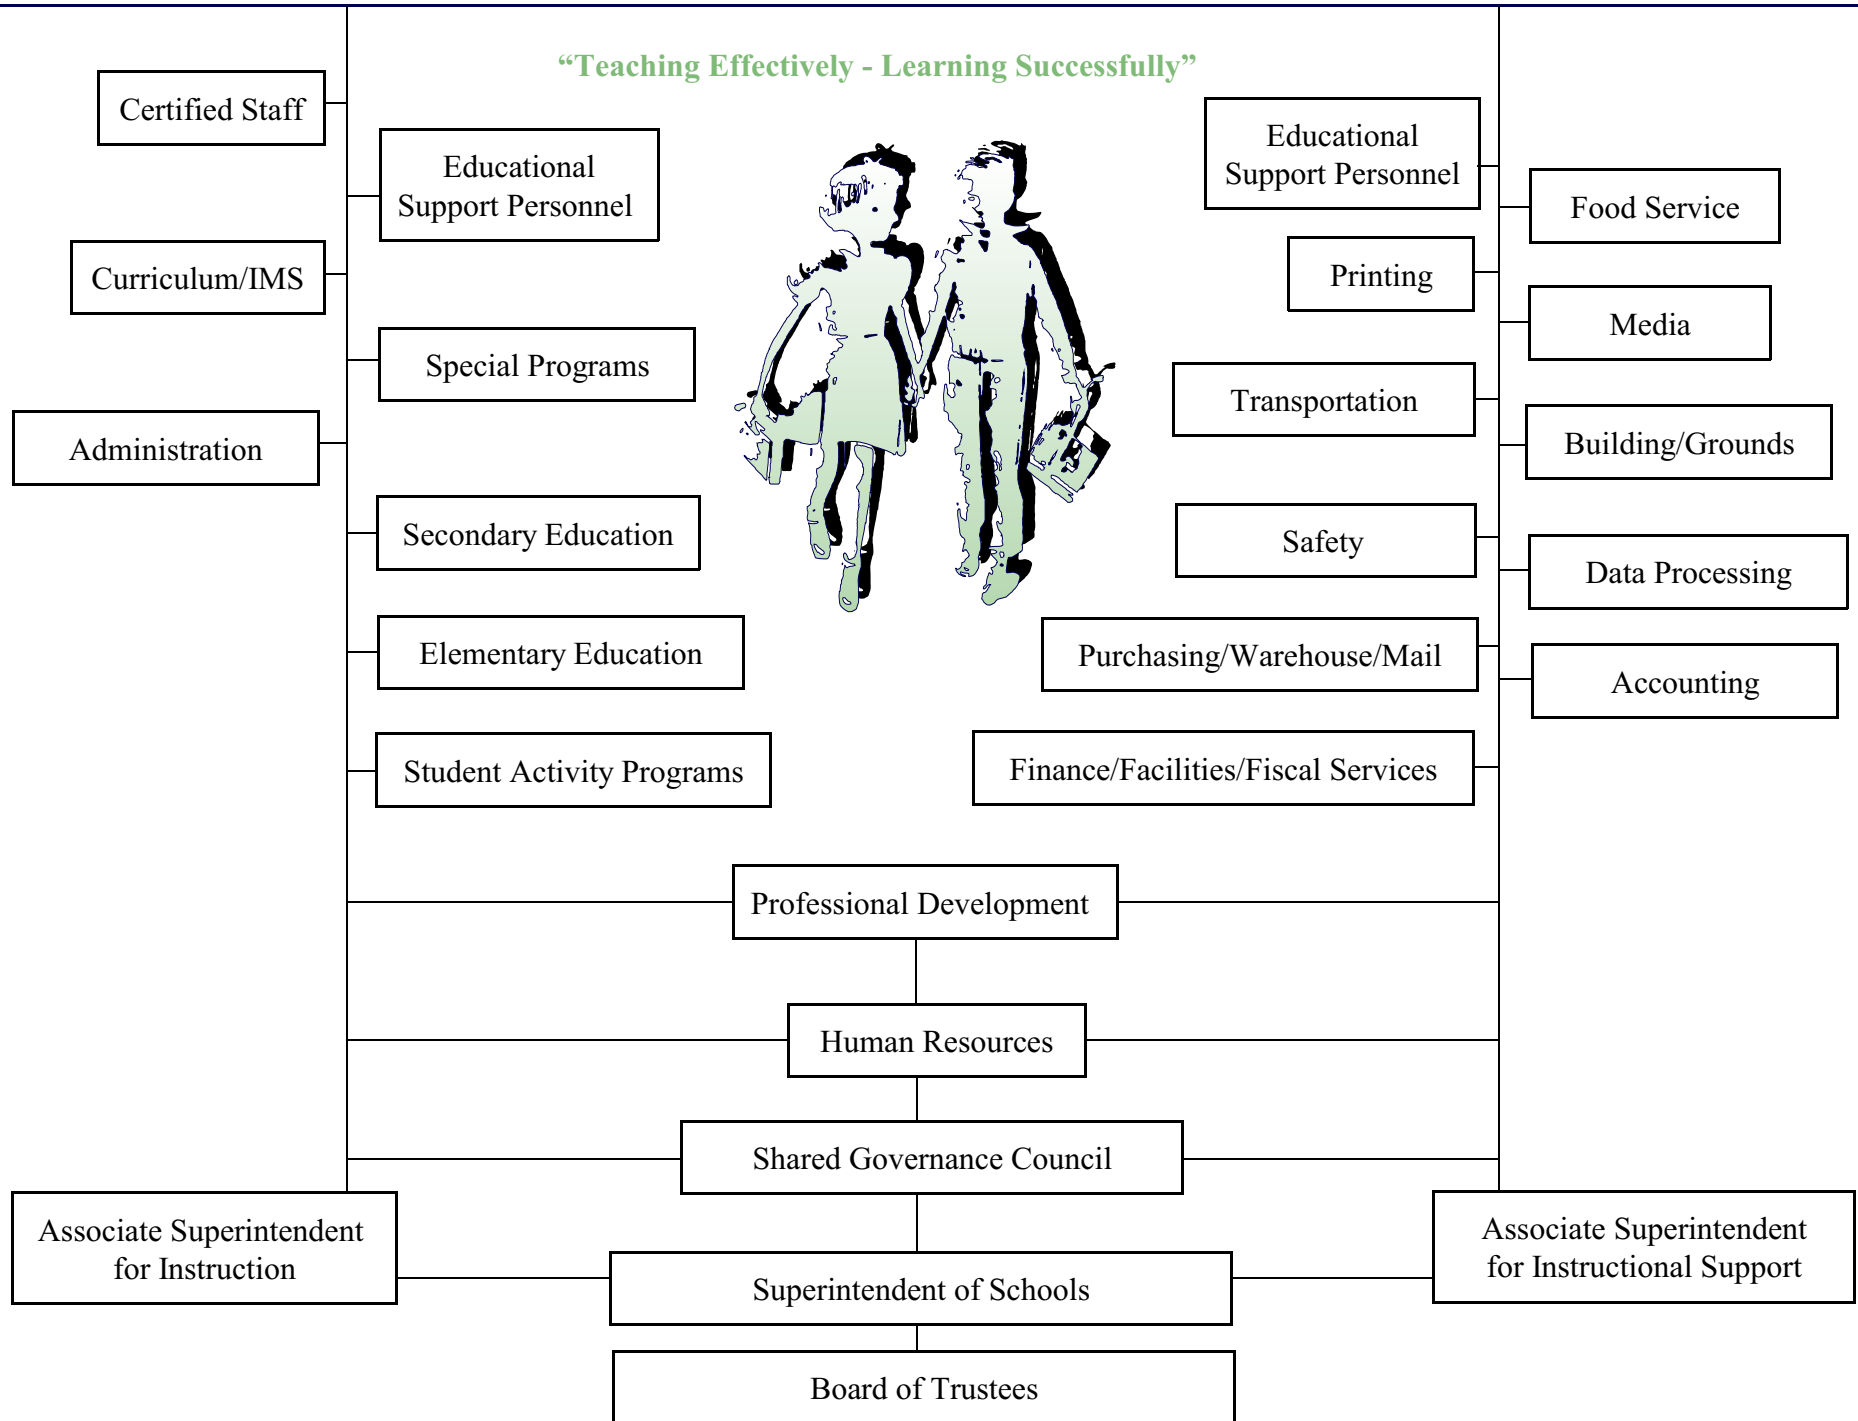 “Teaching Effectively - Learning Successfully”
Certified Staff
Educational
Support Personnel
Curriculum/IMS
Special Programs
Administration
Secondary Education
Elementary Education
Student Activity Programs
Educational
Support Personnel
Food Service
Printing
Media
Transportation
Building/Grounds
Safety
Data Processing
Purchasing/Warehouse/Mail
Accounting
Finance/Facilities/Fiscal Services
Professional Development
Human Resources
Shared Governance Council
Associate Superintendent
for Instruction
Associate Superintendent
for Instructional Support
Superintendent of Schools
Board of Trustees